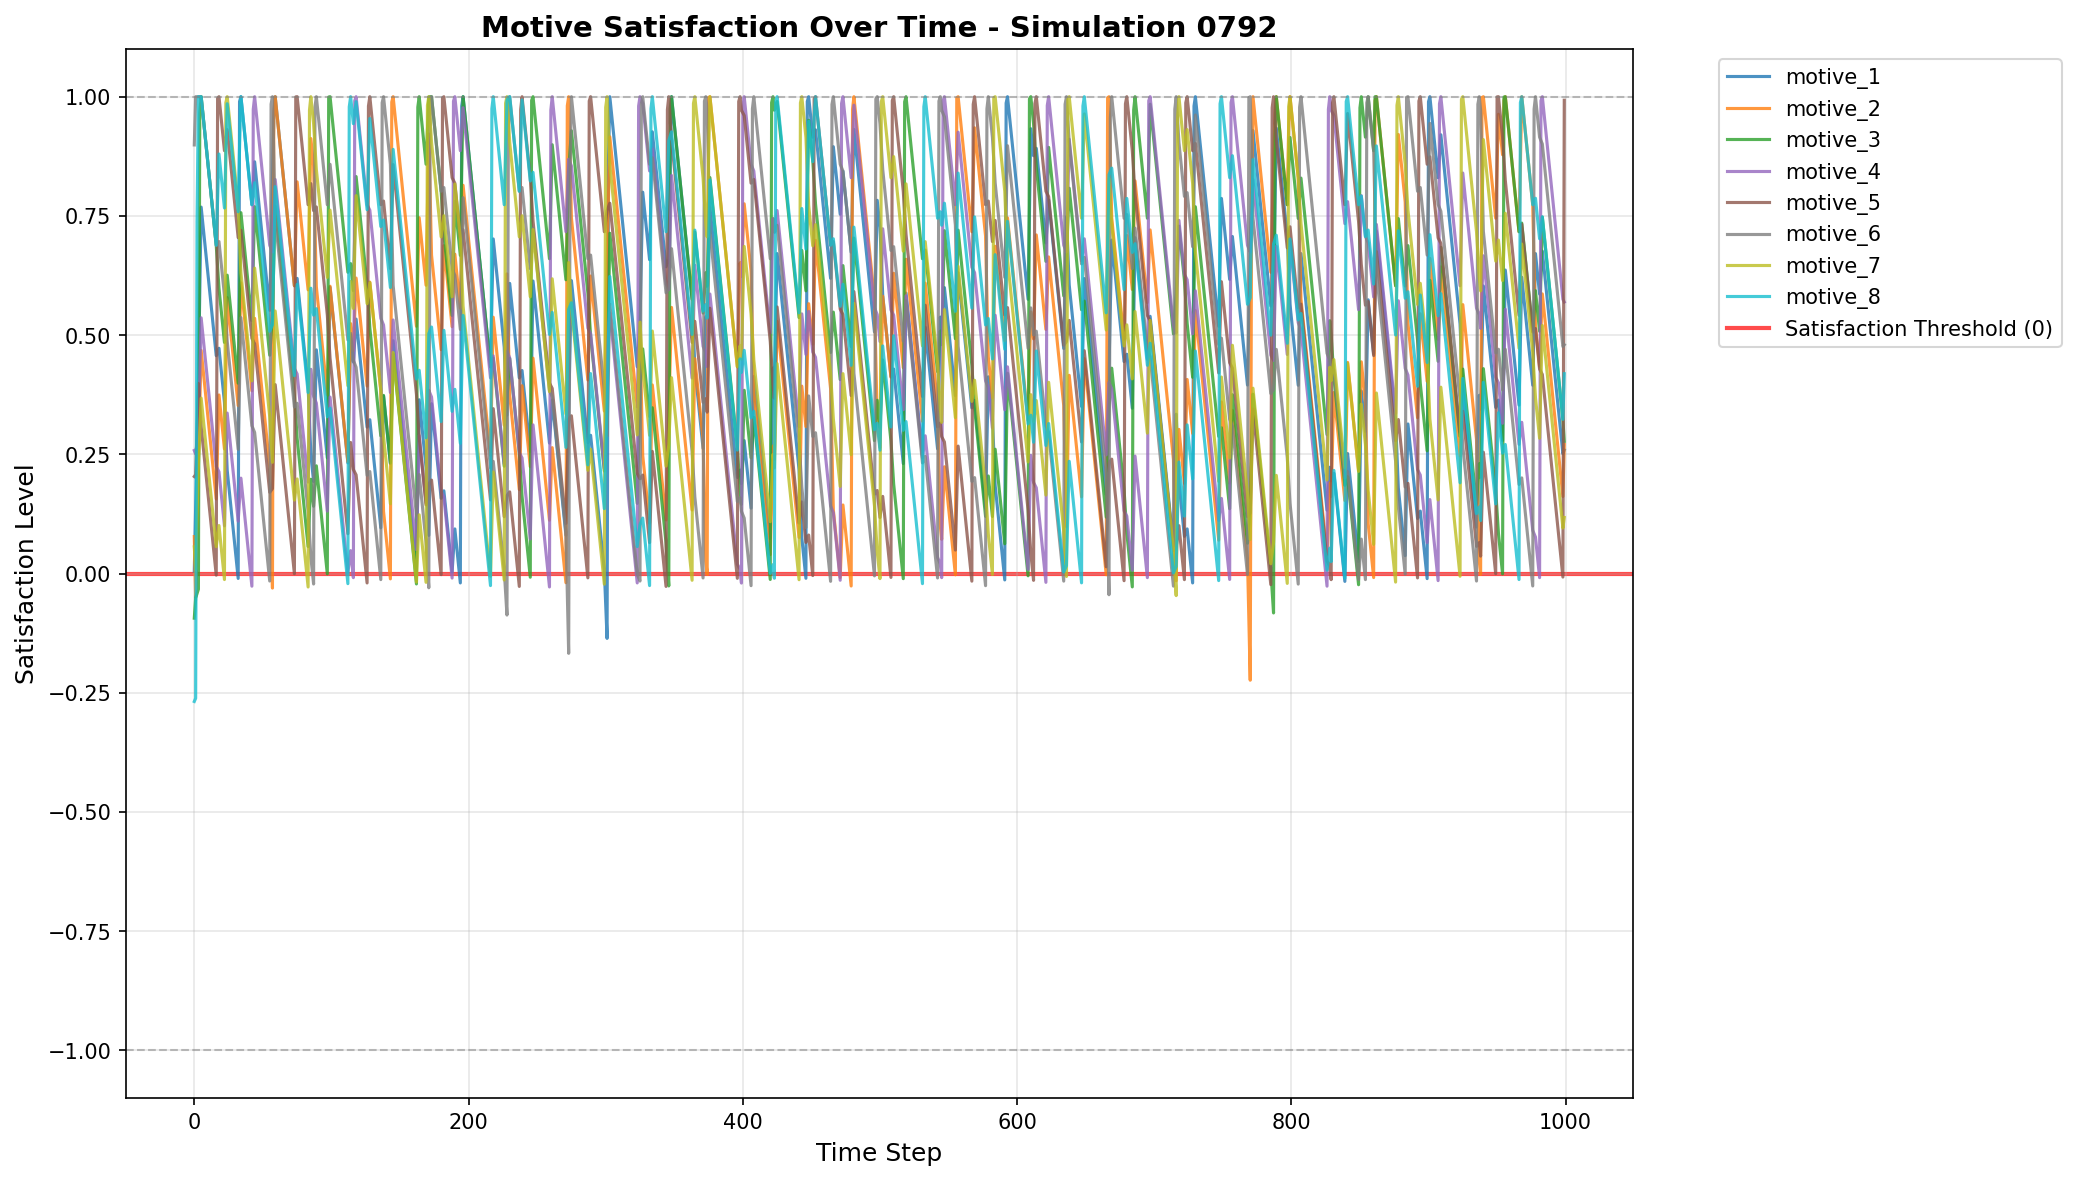 Motive Satisfaction Over Time - Simulation 0792
1.00
0.75
0.50
0.25
0.00
−0.25
−0.50
−0.75
−1.00
Satisfaction Level
0
200
400
600
800
1000
Time Step
motive_1
motive_2
motive_3
motive_4
motive_5
motive_6
motive_7
motive_8
Satisfaction Threshold (0)